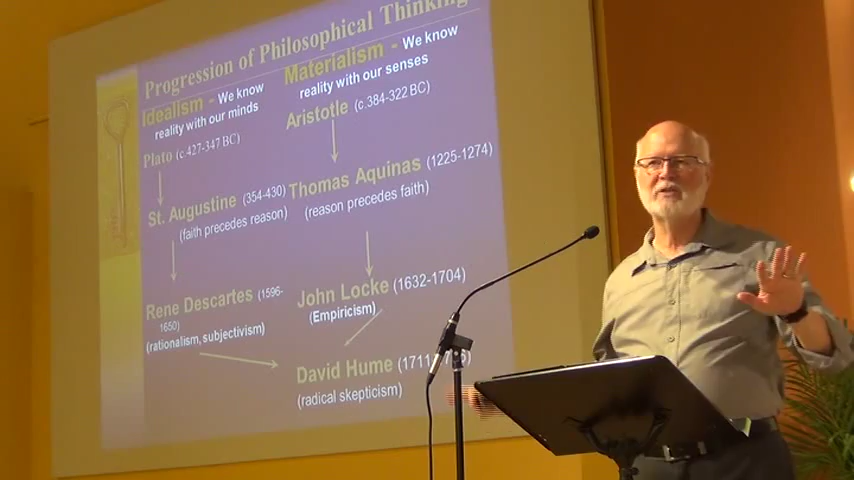 Progression of Philosophical Thinking
Idealism - We know
reality with our minds
Plato (c.427-347 BC)
St. Augustine (354-430)
(faith precedes reason)
Rene Descartes (1596-
1650)
(rationalism, subjectivism)
Materialism - We know
reality with our senses
Aristotle (c.384-322 BC)
Thomas Aquinas (1225-1274)
(reason precedes faith)
John Locke (1632-1704)
(Empiricism)
David Hume
(radical skepticism)